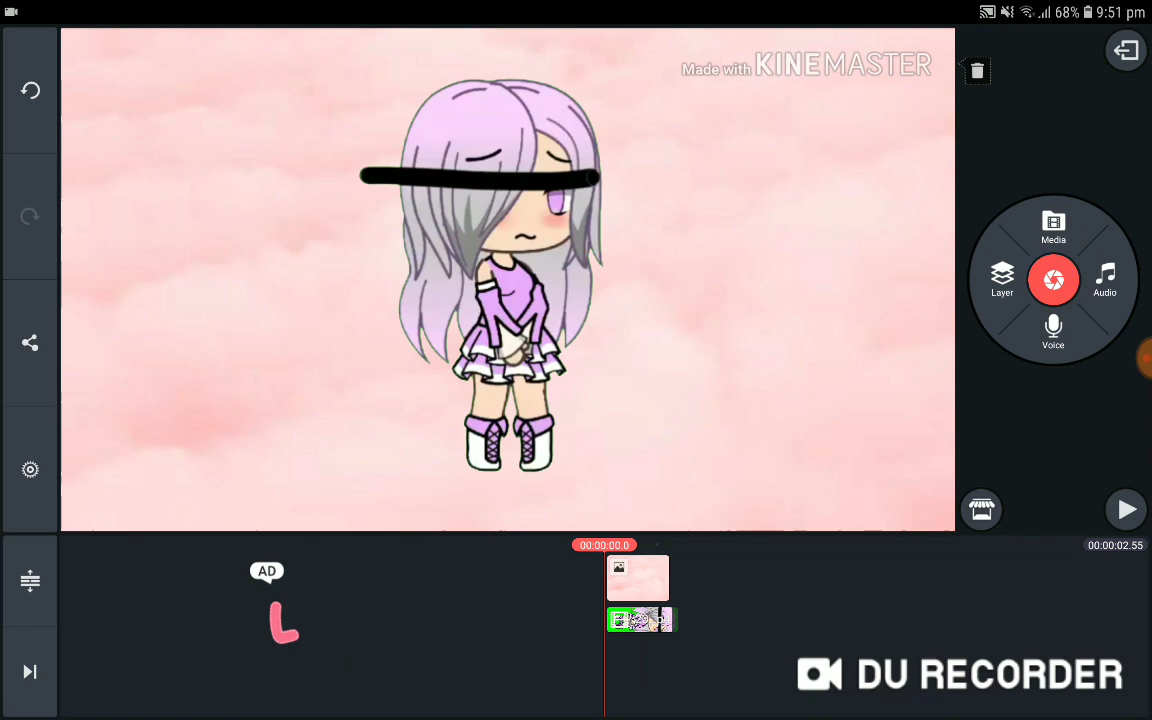 68% 9:51 pm
Made with KINEMASTER
Media
Layer
Audio
Voice
00:00:00.0
00:00:02.55
AD
L
DU RECORDER